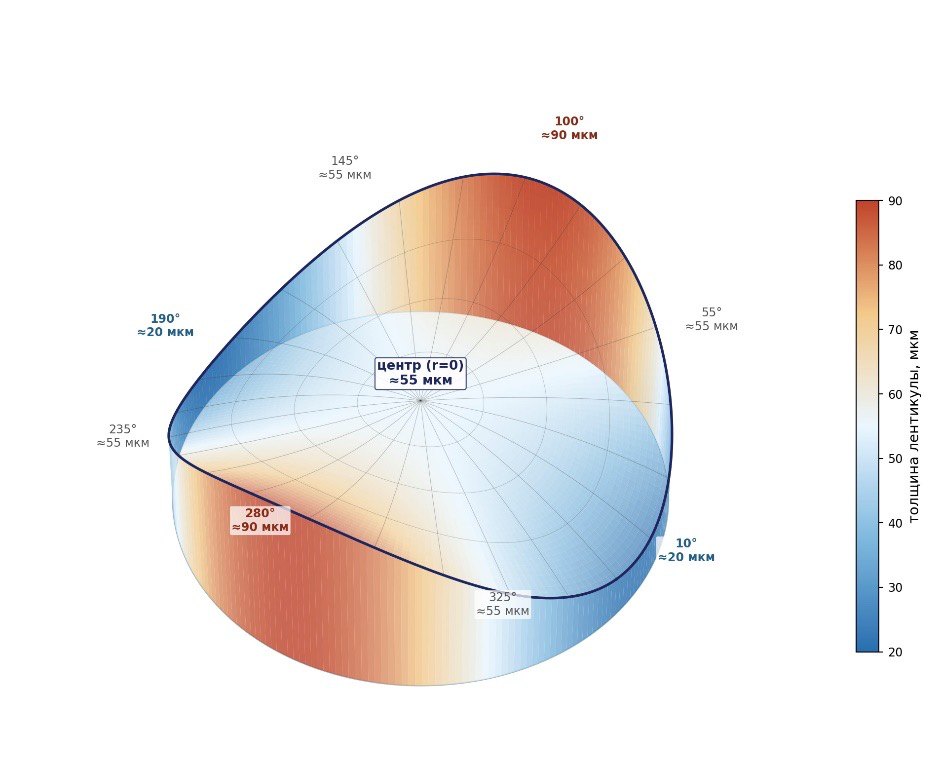 100°
≈90 мкм
145°
≈55 мкм
55°
≈55 мкм
190°
≈20 мкм
центр (r=0)
≈55 мкм
235°
≈55 мкм
280°
≈90 мкм
10°
≈20 мкм
325°
≈55 мкм
90
80
70
60
50
40
30
20
толщина лентикулы, мкм